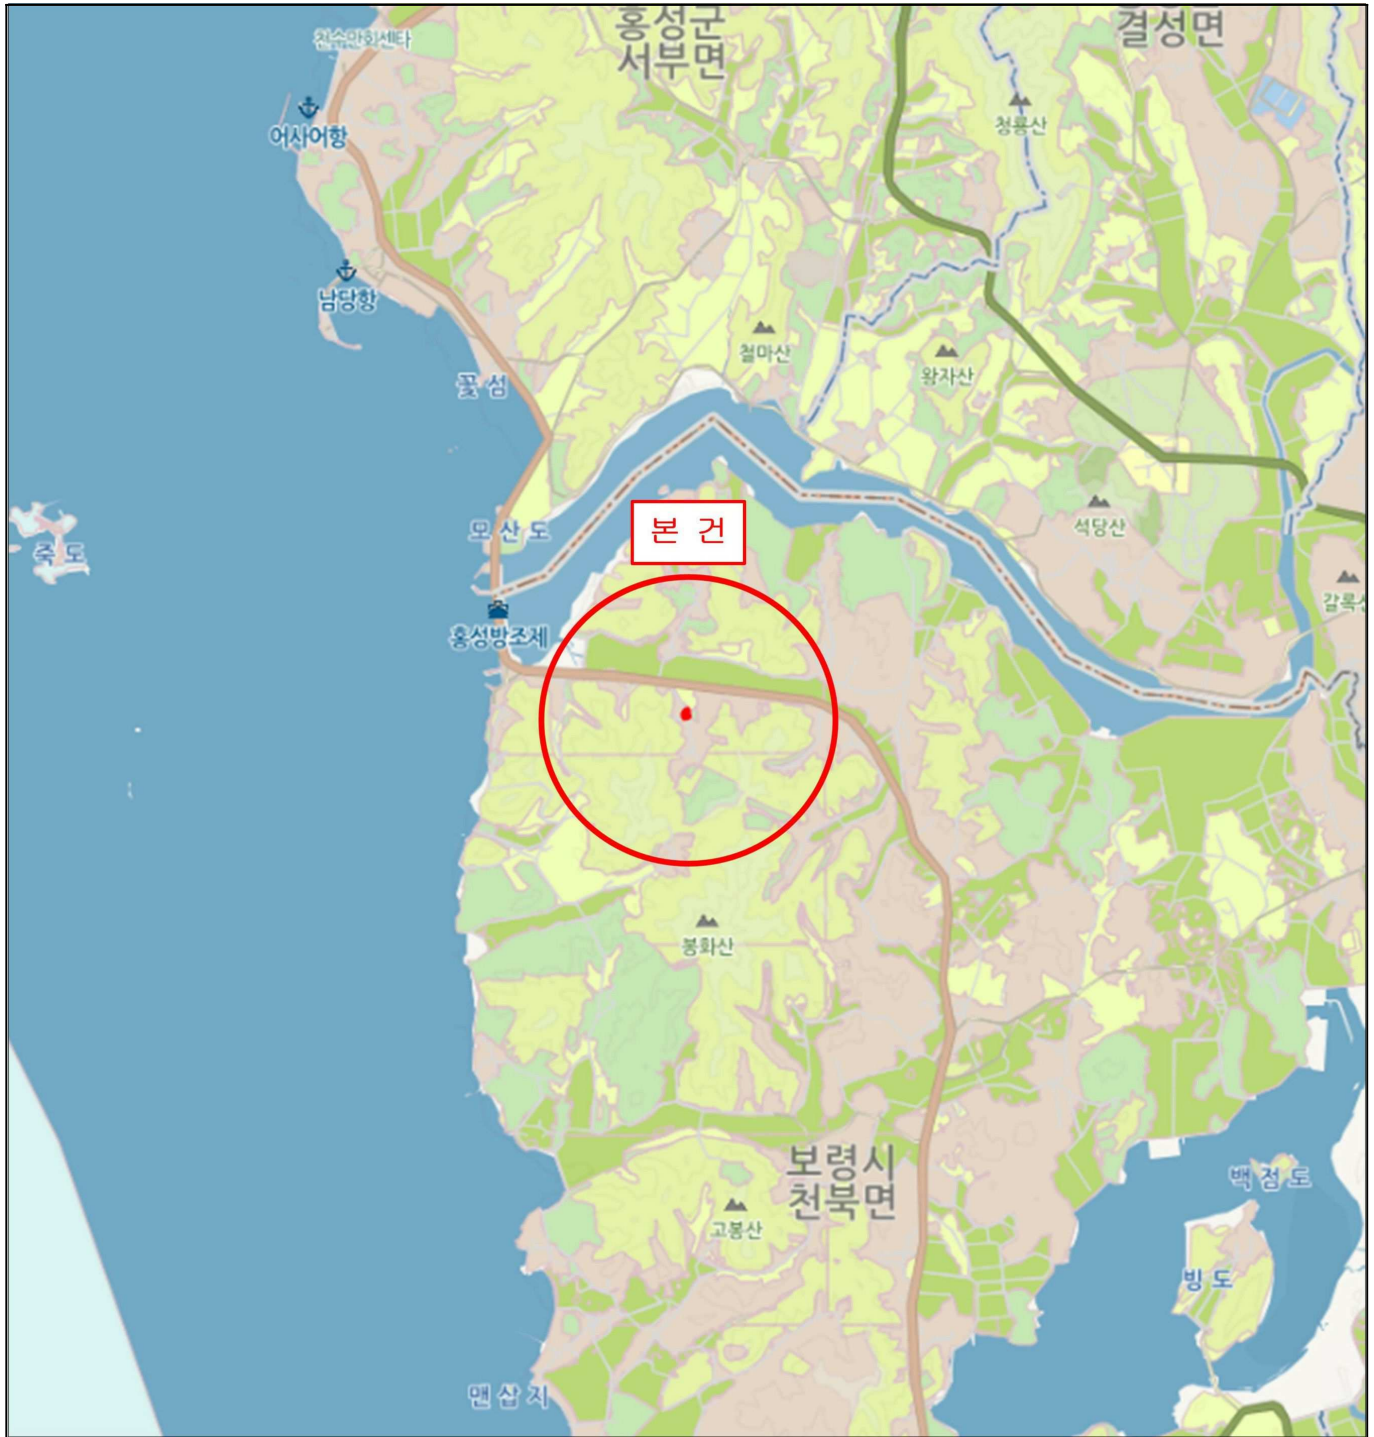 홍성군
서부면
결성면
천수만회센타
어사어항
청룡산
남당항
철마산
왕자산
꽃섬
모산도
본 건
석당산
죽도
갈록산
홍성방조제
봉화산
보령시
천북면
백점도
고봉산
빙도
맨삽지